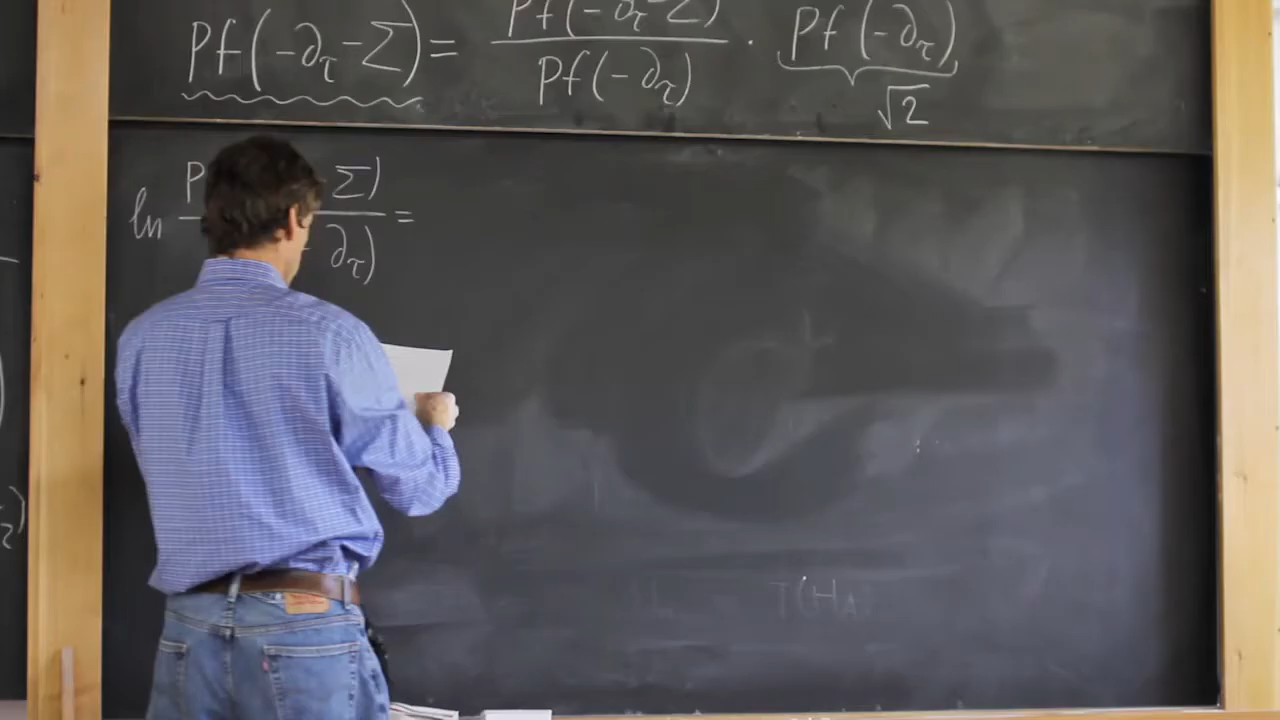 Pf(-∂τ-Σ) = Pf(-∂τ-Σ) / Pf(-∂τ) · Pf(-∂τ)
√2
ln P Σ) / ∂τ) =